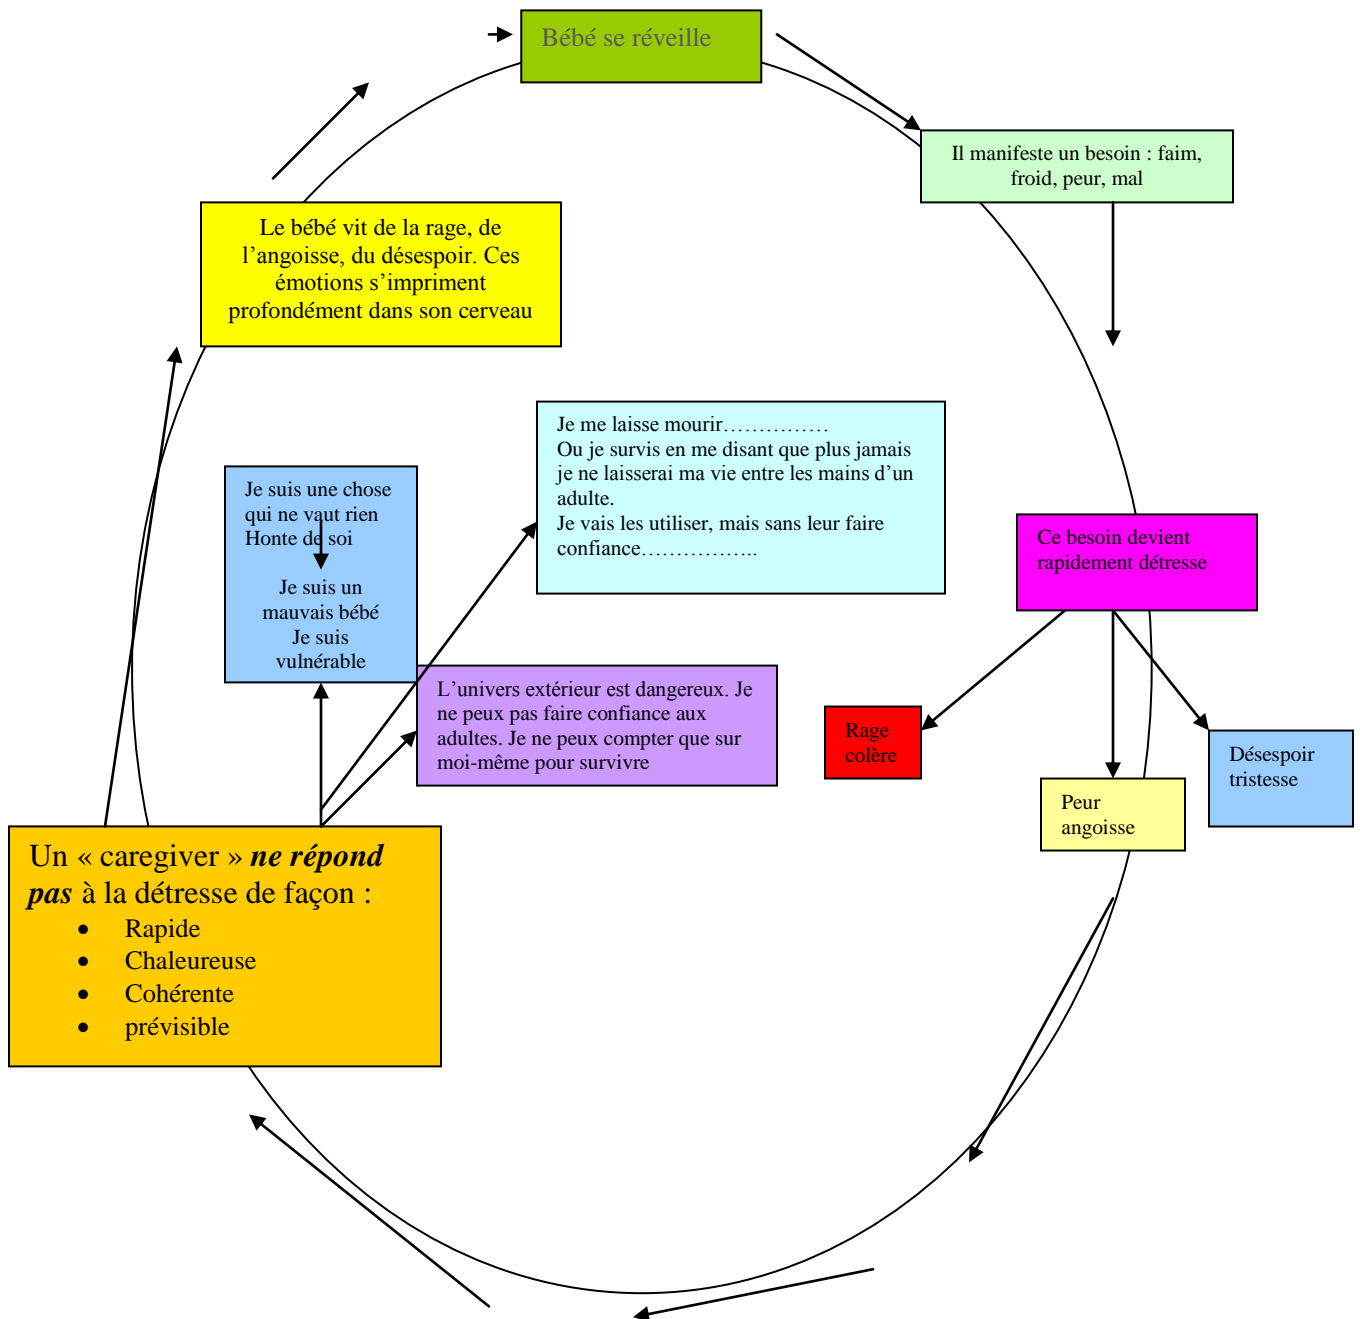 Bébé se réveille
Il manifeste un besoin : faim,
froid, peur, mal
Le bébé vit de la rage, de
l’angoisse, du désespoir. Ces
émotions s’impriment
profondément dans son cerveau
Je me laisse mourir……………
Ou je survis en me disant que plus jamais
je ne laisserai ma vie entre les mains d’un
adulte.
Je vais les utiliser, mais sans leur faire
confiance……………..
Je suis une chose
qui ne vaut rien
Honte de soi
Je suis un
mauvais bébé
Je suis
vulnérable
Ce besoin devient
rapidement détresse
L’univers extérieur est dangereux. Je
ne peux pas faire confiance aux
adultes. Je ne peux compter que sur
moi-même pour survivre
Rage
colère
Désespoir
tristesse
Peur
angoisse
Un « caregiver » ne répond
pas à la détresse de façon :
• Rapide
• Chaleureuse
• Cohérente
• prévisible